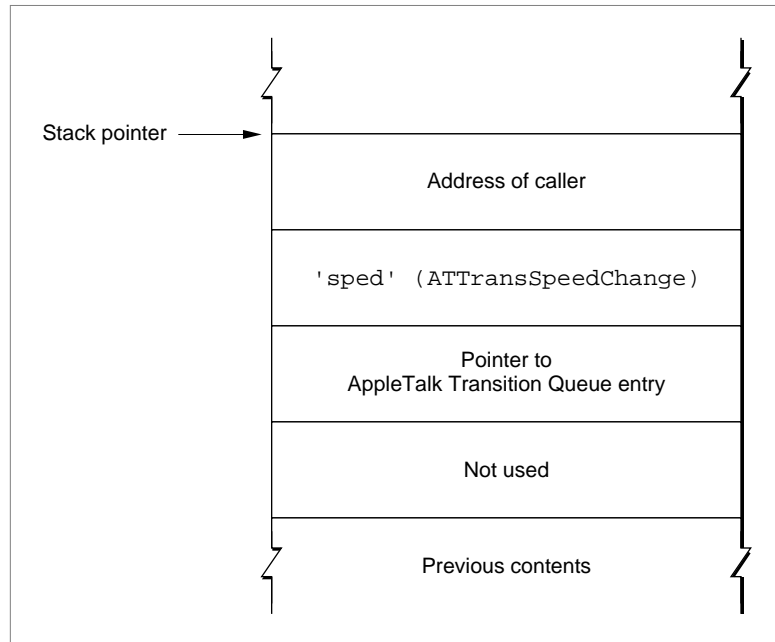 Stack pointer
Address of caller
'sped' (ATTransSpeedChange)
Pointer to
AppleTalk Transition Queue entry
Not used
Previous contents